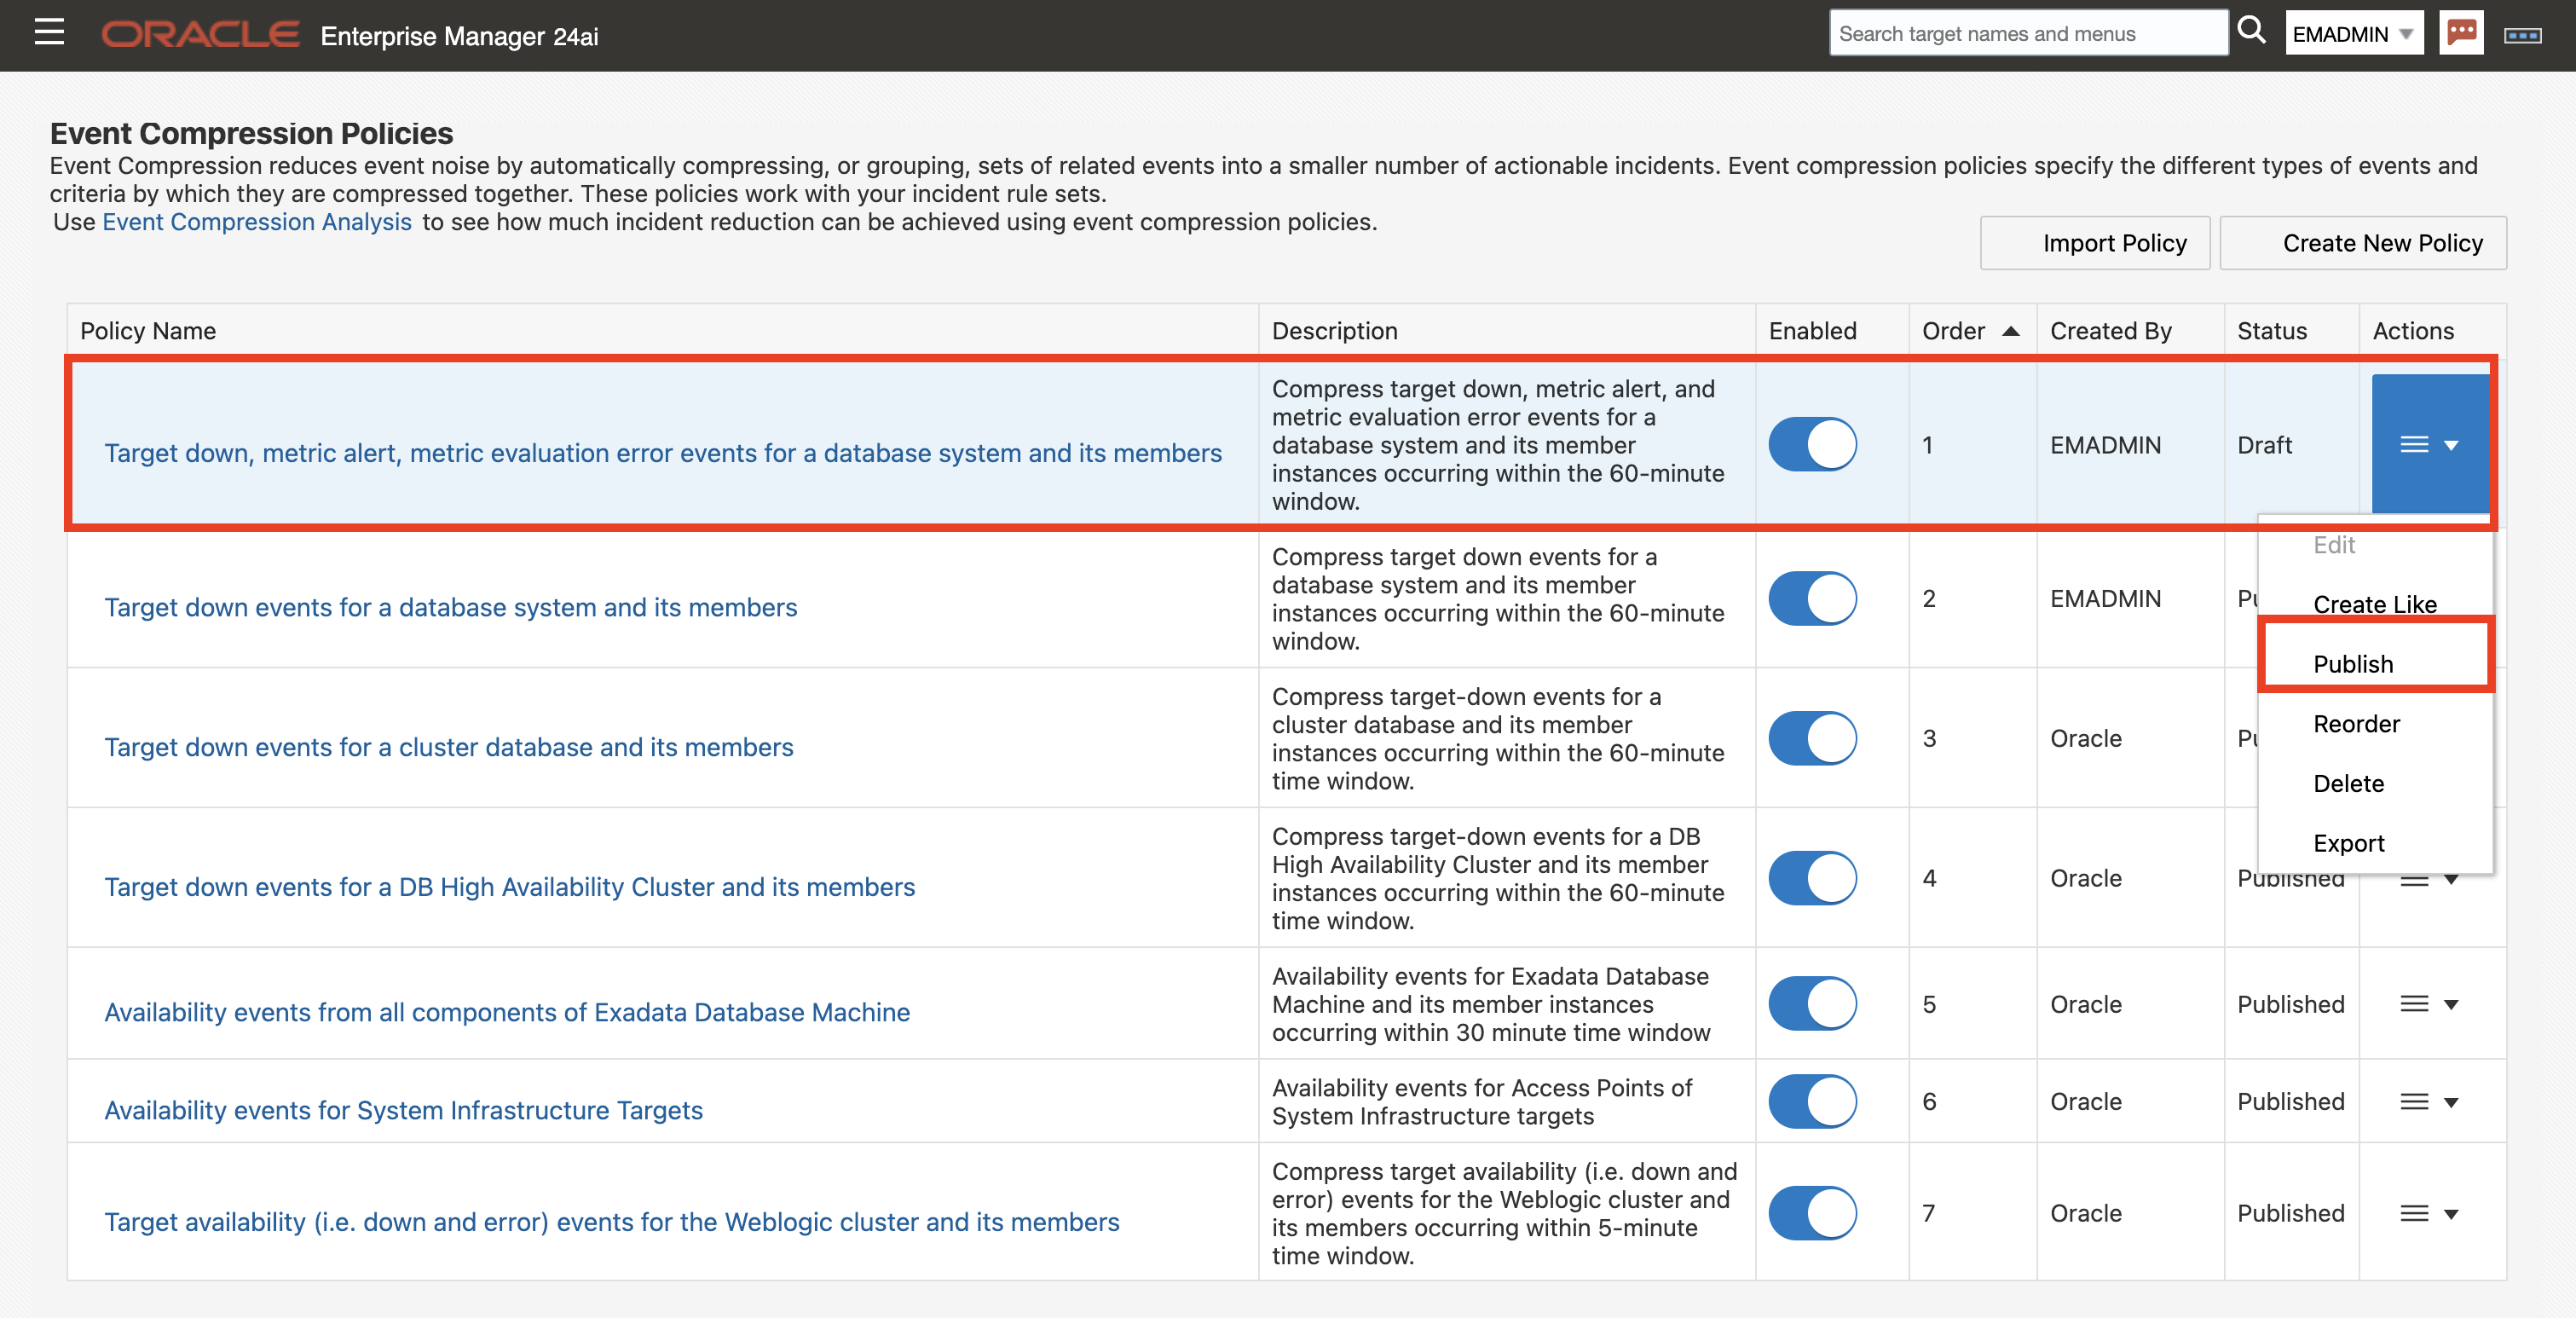 ORACLE Enterprise Manager 24ai
Search target names and menus
EMADMIN
Event Compression Policies
Event Compression reduces event noise by automatically compressing, or grouping, sets of related events into a smaller number of actionable incidents. Event compression policies specify the different types of events and
criteria by which they are compressed together. These policies work with your incident rule sets.
Use Event Compression Analysis to see how much incident reduction can be achieved using event compression policies.
Import Policy
Create New Policy
Policy Name
Description
Enabled
Order
Created By
Status
Actions
Target down, metric alert, metric evaluation error events for a database system and its members
Compress target down, metric alert, and
metric evaluation error events for a
database system and its member
instances occurring within the 60-minute
window.
1
EMADMIN
Draft
Edit
Create Like
Publish
Reorder
Delete
Export
Target down events for a database system and its members
Compress target down events for a
database system and its member
instances occurring within the 60-minute
window.
2
EMADMIN
Target down events for a cluster database and its members
Compress target-down events for a
cluster database and its member
instances occurring within the 60-minute
time window.
3
Oracle
Target down events for a DB High Availability Cluster and its members
Compress target-down events for a DB
High Availability Cluster and its member
instances occurring within the 60-minute
time window.
4
Oracle
Published
Availability events from all components of Exadata Database Machine
Availability events for Exadata Database
Machine and its member instances
occurring within 30 minute time window
5
Oracle
Published
Availability events for System Infrastructure Targets
Availability events for Access Points of
System Infrastructure targets
6
Oracle
Published
Target availability (i.e. down and error) events for the Weblogic cluster and its members
Compress target availability (i.e. down and
error) events for the Weblogic cluster and
its members occurring within 5-minute
time window.
7
Oracle
Published